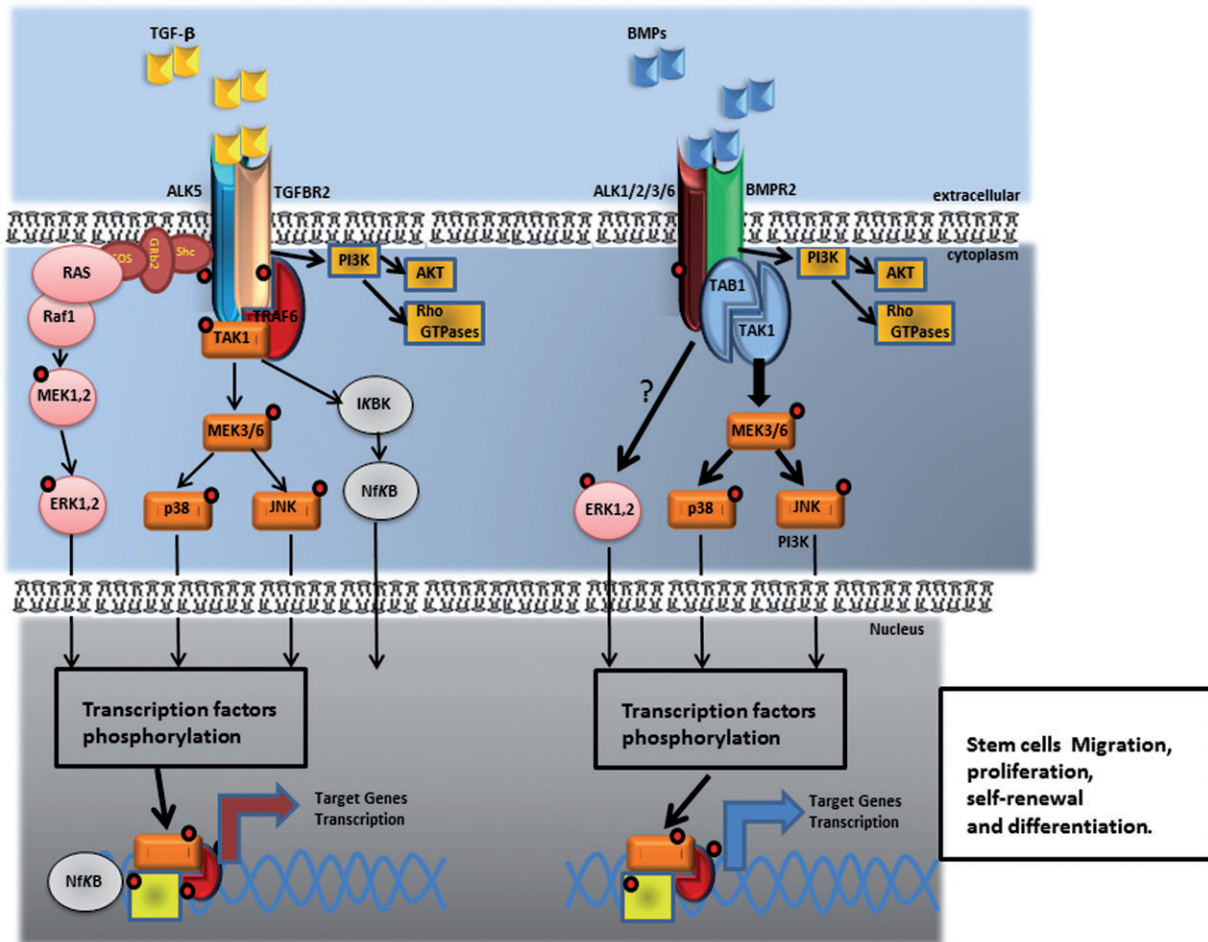 TGF-β
BMPs
ALK5
TGFBR2
ALK1/2/3/6
BMPR2
extracellular
cytoplasm
SOS
GRb2
Shc
RAS
Raf1
MEK1,2
ERK1,2
TRAF6
TAK1
PI3K
AKT
Rho
GTPases
MEK3/6
IKBK
p38
JNK
NfKB
TAB1
TAK1
PI3K
AKT
Rho
GTPases
?
MEK3/6
ERK1,2
p38
JNK
PI3K
Nucleus
Transcription factors
phosphorylation
Transcription factors
phosphorylation
Target Genes
Transcription
NfKB
Target Genes
Transcription
Stem cells Migration,
proliferation,
self-renewal
and differentiation.